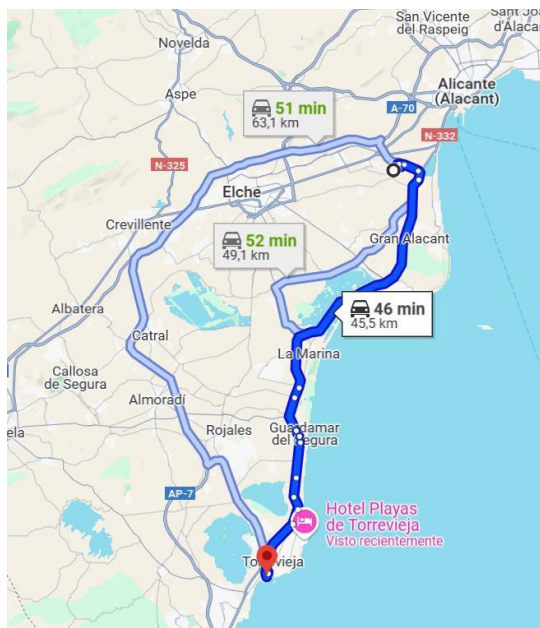 San Vicente
del Raspeig
Sant Jo
d'Alacar
Novelda
Alicante
(Alacant)
Aspe
A-70
51 min
63,1 km
N-332
N-325
Elche
Crevillente
52 min
49,1 km
Gran Alacant
46 min
45,5 km
Albatera
Catral
La Marina
Callosa
de Segura
Almoradí
Guardamar
del Segura
ela
Rojales
AP-7
Hotel Playas
de Torrevieja
Visto recientemente
Torrevieja